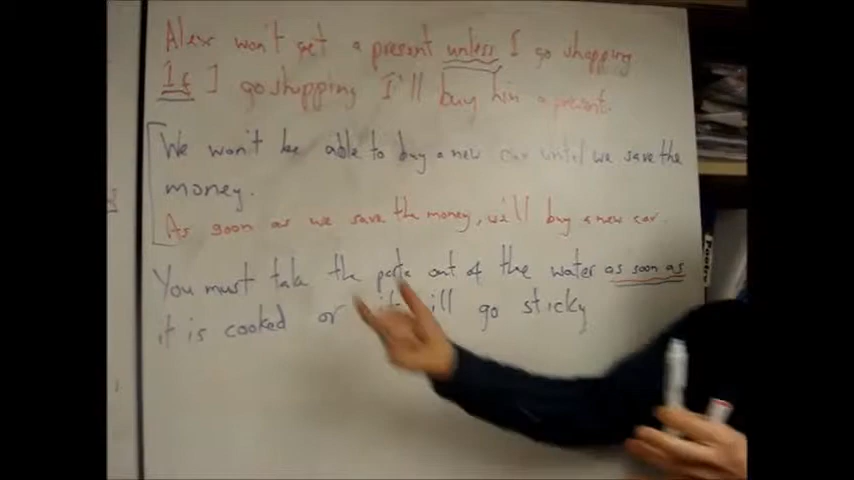 Alex won't get a present unless I go shopping
If I go shopping I'll buy him a present.
We won't be able to buy a new car until we save the
money.
As soon as we save the money, we'll buy a new car.
You must take the pasta out of the water as soon as
it is cooked or it will go sticky